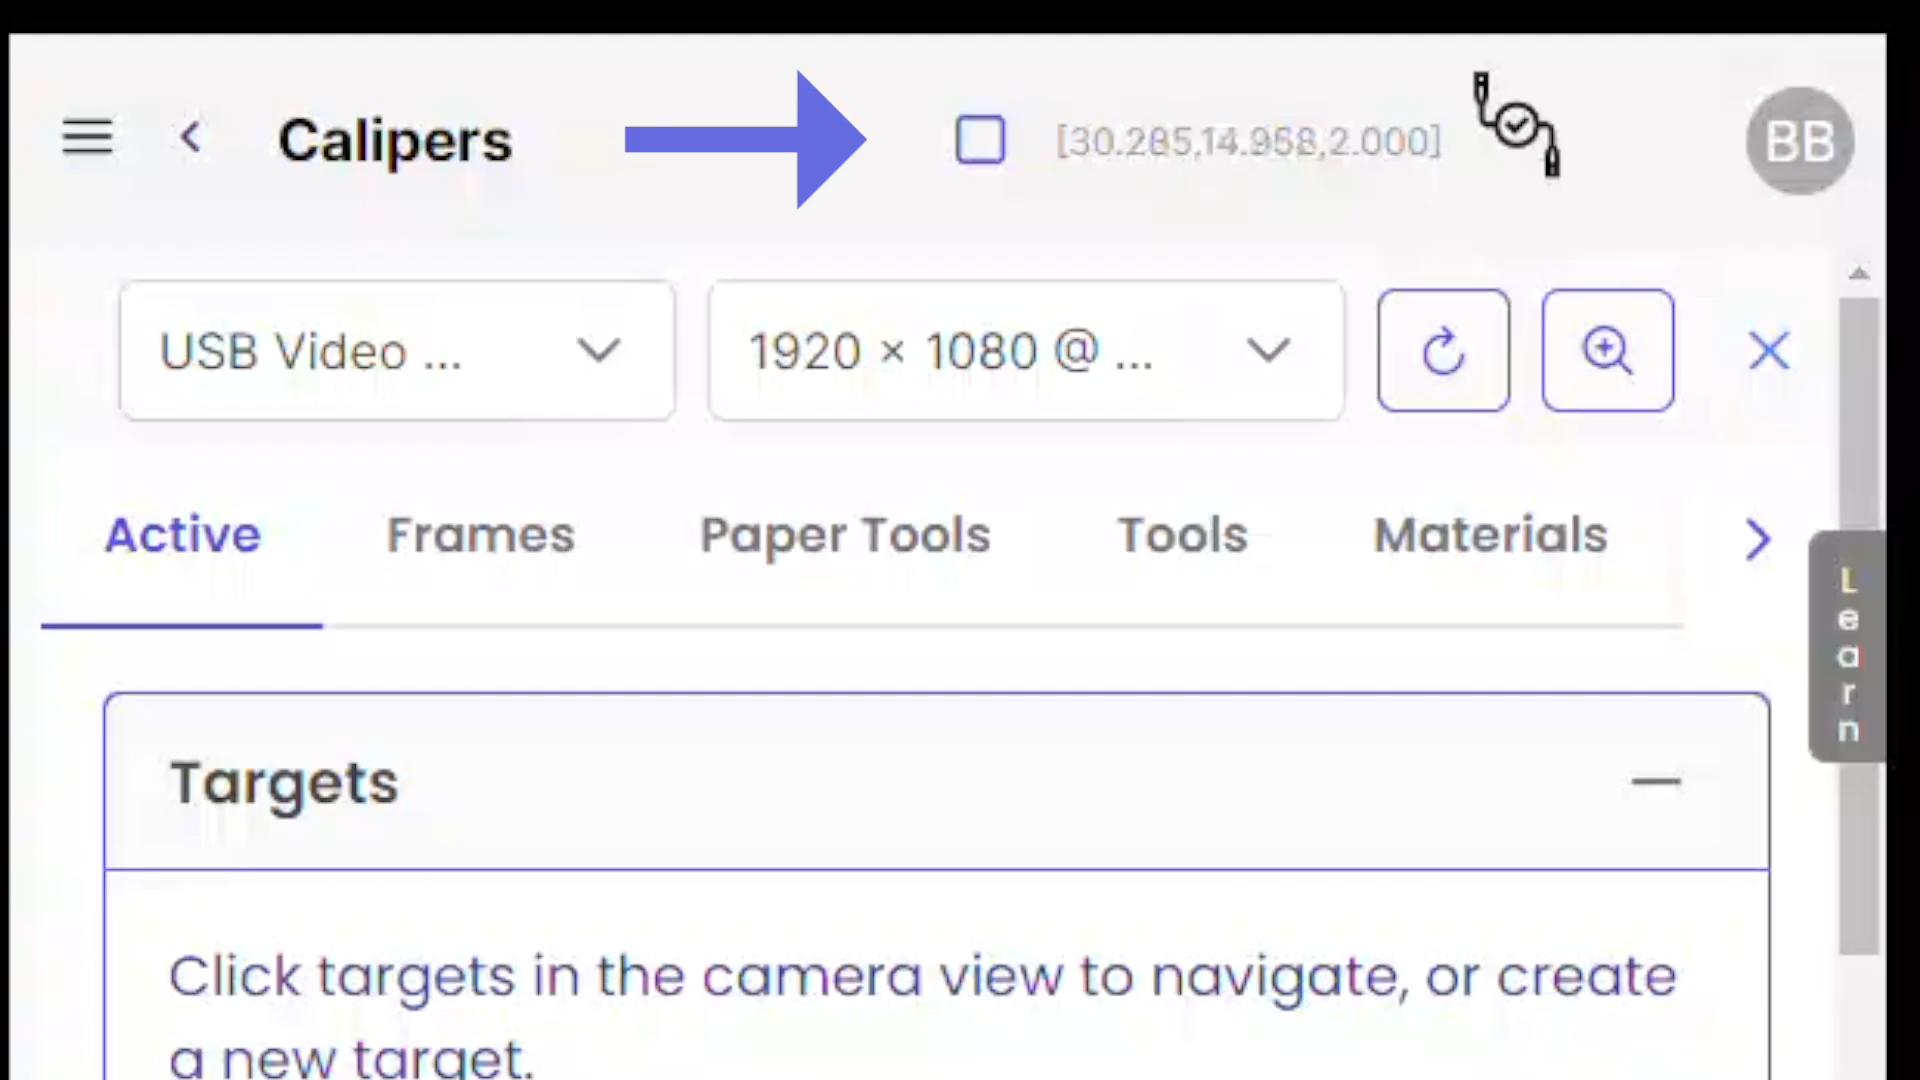 Calipers
[30.285,14.958,2.000]
BB
USB Video ...
1920 × 1080 @ ...
Active
Frames
Paper Tools
Tools
Materials
Learn
Targets
Click targets in the camera view to navigate, or create
a new target.